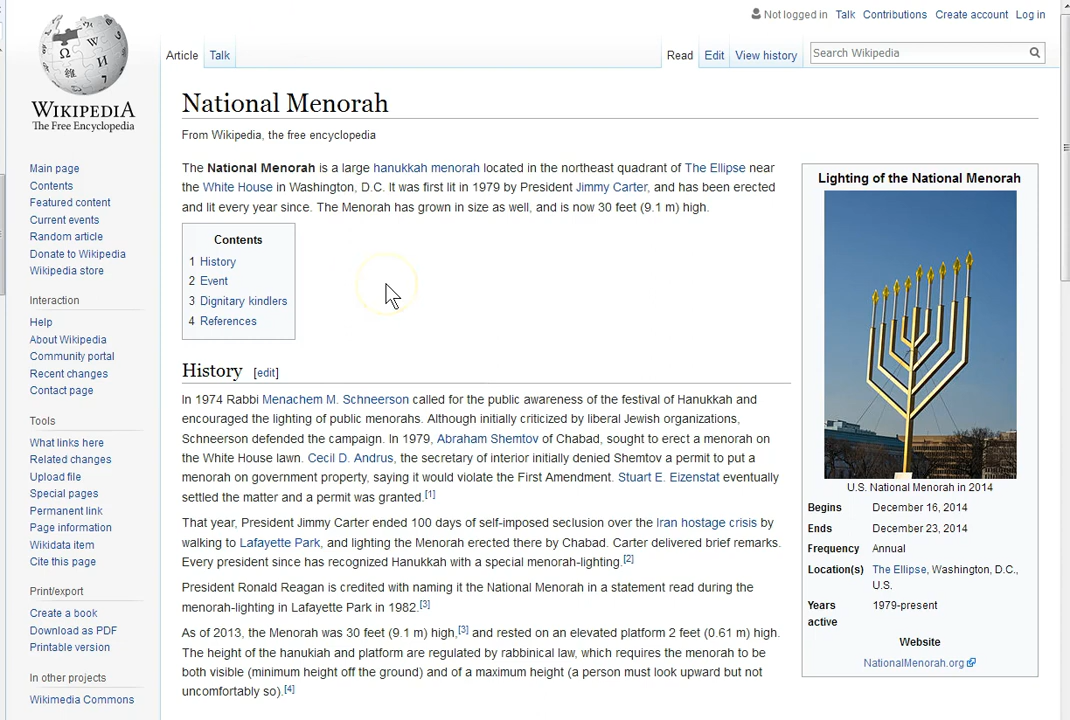 WIKIPEDIA
The Free Encyclopedia
Not logged in Talk Contributions Create account Log in
Article Talk
Read Edit View history Search Wikipedia
Main page
Contents
Featured content
Current events
Random article
Donate to Wikipedia
Wikipedia store
Interaction
Help
About Wikipedia
Community portal
Recent changes
Contact page
Tools
What links here
Related changes
Upload file
Special pages
Permanent link
Page information
Wikidata item
Cite this page
Print/export
Create a book
Download as PDF
Printable version
In other projects
Wikimedia Commons
National Menorah
From Wikipedia, the free encyclopedia
The National Menorah is a large hanukkah menorah located in the northeast quadrant of The Ellipse near
the White House in Washington, D.C. It was first lit in 1979 by President Jimmy Carter, and has been erected
and lit every year since. The Menorah has grown in size as well, and is now 30 feet (9.1 m) high.
Contents
1 History
2 Event
3 Dignitary kindlers
4 References
History [edit]
In 1974 Rabbi Menachem M. Schneerson called for the public awareness of the festival of Hanukkah and
encouraged the lighting of public menorahs. Although initially criticized by liberal Jewish organizations,
Schneerson defended the campaign. In 1979, Abraham Shemtov of Chabad, sought to erect a menorah on
the White House lawn. Cecil D. Andrus, the secretary of interior initially denied Shemtov a permit to put a
menorah on government property, saying it would violate the First Amendment. Stuart E. Eizenstat eventually
settled the matter and a permit was granted.[1]
That year, President Jimmy Carter ended 100 days of self-imposed seclusion over the Iran hostage crisis by
walking to Lafayette Park, and lighting the Menorah erected there by Chabad. Carter delivered brief remarks.
Every president since has recognized Hanukkah with a special menorah-lighting.[2]
President Ronald Reagan is credited with naming it the National Menorah in a statement read during the
menorah-lighting in Lafayette Park in 1982.[3]
As of 2013, the Menorah was 30 feet (9.1 m) high,[3] and rested on an elevated platform 2 feet (0.61 m) high.
The height of the hanukiah and platform are regulated by rabbinical law, which requires the menorah to be
both visible (minimum height off the ground) and of a maximum height (a person must look upward but not
uncomfortably so).[4]
Lighting of the National Menorah
U.S. National Menorah in 2014
Begins December 16, 2014
Ends December 23, 2014
Frequency Annual
Location(s) The Ellipse, Washington, D.C.,
U.S.
Years 1979-present
active
Website
NationalMenorah.org